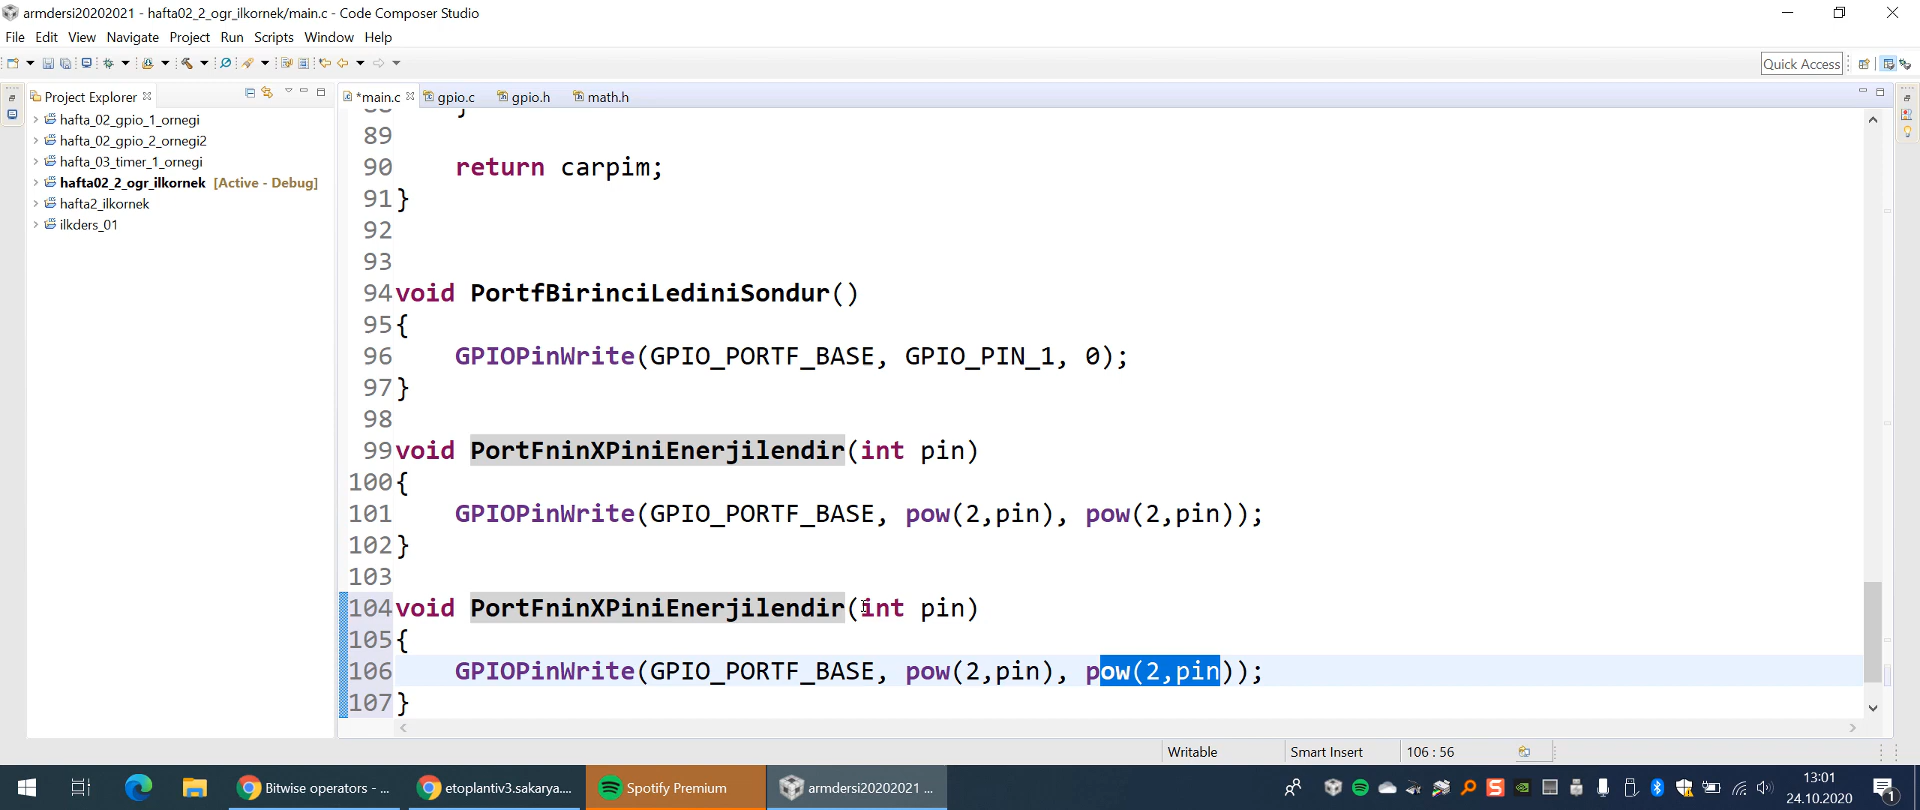 armdersi20202021 - hafta02_2_ogr_ilkornek/main.c - Code Composer Studio
File Edit View Navigate Project Run Scripts Window Help
Quick Access
Project Explorer
*main.c gpio.c gpio.h math.h
hafta_02_gpio_1_ornegi
hafta_02_gpio_2_ornegi2
hafta_03_timer_1_ornegi
hafta02_2_ogr_ilkornek [Active - Debug]
hafta2_ilkornek
ilkders_01
88 }
89
90 return carpim;
91 }
92
93
94 void PortfBirinciLediniSondur()
95 {
96 GPIOPinWrite(GPIO_PORTF_BASE, GPIO_PIN_1, 0);
97 }
98
99 void PortFninXPiniEnerjilendir(int pin)
100 {
101 GPIOPinWrite(GPIO_PORTF_BASE, pow(2,pin), pow(2,pin));
102 }
103
104 void PortFninXPiniEnerjilendir(int pin)
105 {
106 GPIOPinWrite(GPIO_PORTF_BASE, pow(2,pin), pow(2,pin));
107 }
Writable Smart Insert 106 : 56
Bitwise operators - ...
etoplantiv3.sakarya....
Spotify Premium
armdersi20202021 ...
13:01
24.10.2020
1